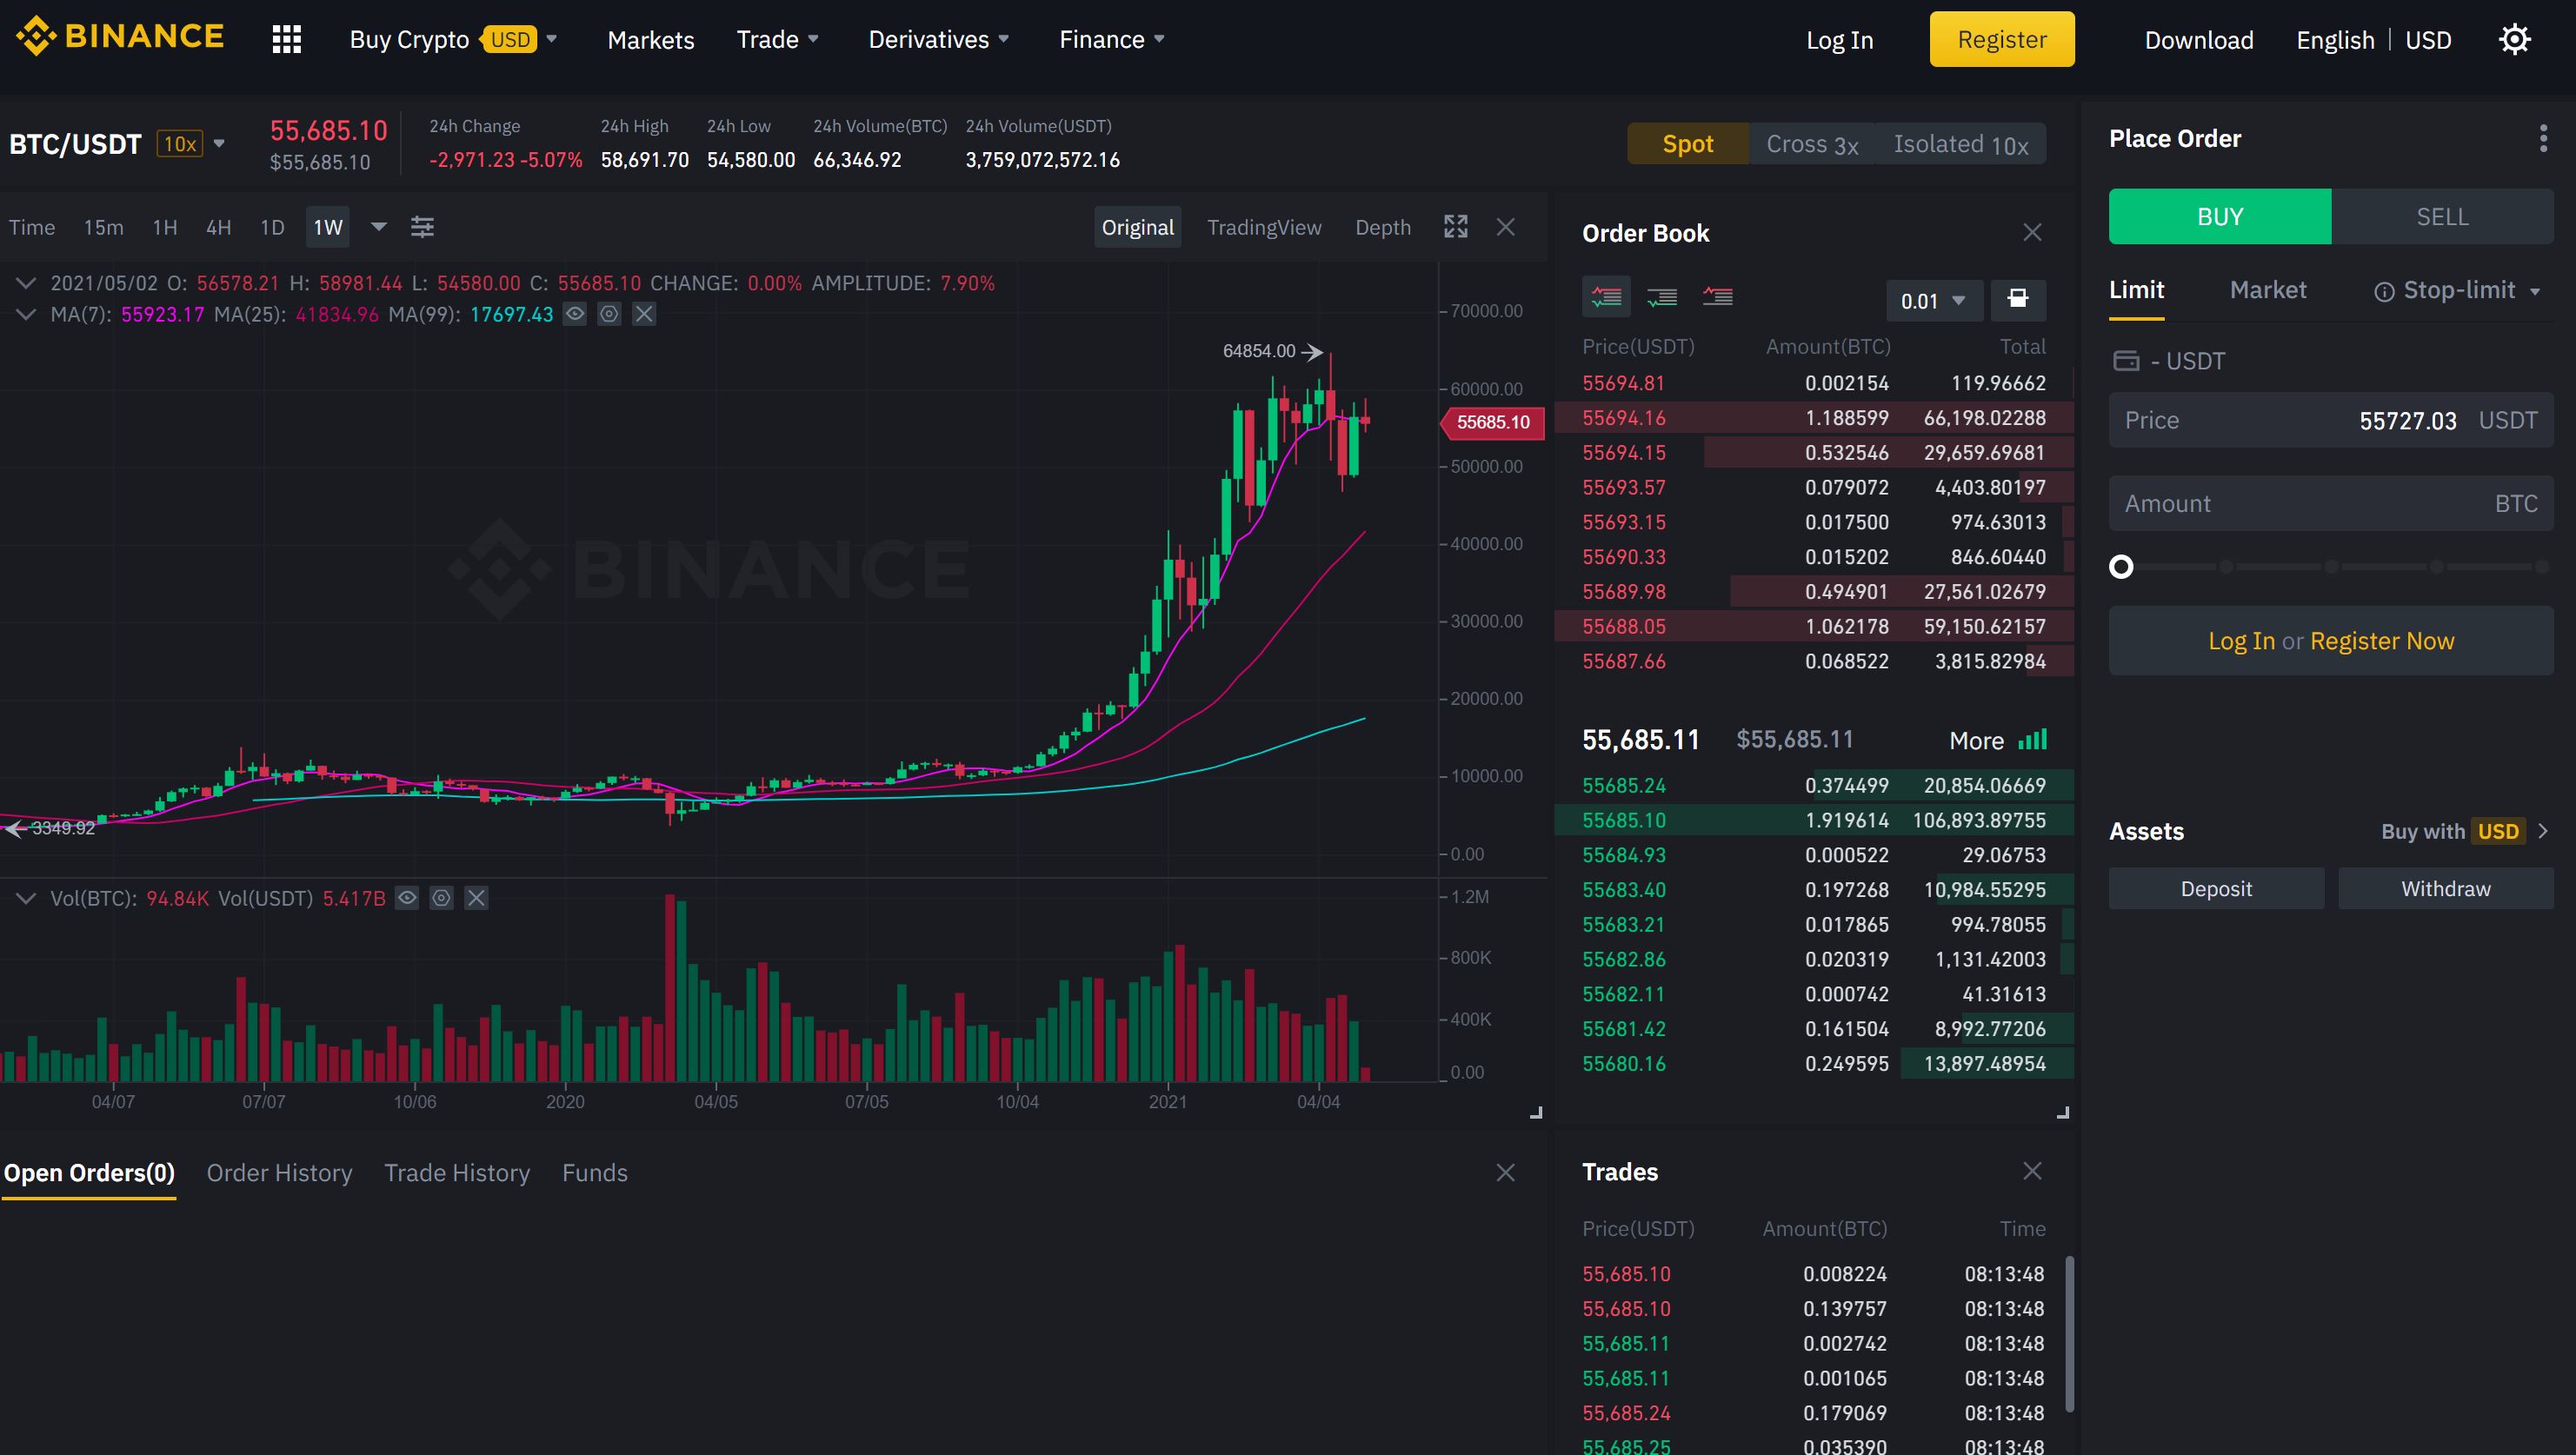 BINANCE
Buy Crypto USD
Markets
Trade
Derivatives
Finance
Log In
Register
Download
English | USD
BTC/USDT 10x
55,685.10
$55,685.10
24h Change
-2,971.23 -5.07%
24h High
58,691.70
24h Low
54,580.00
24h Volume(BTC)
66,346.92
24h Volume(USDT)
3,759,072,572.16
Spot Cross 3x Isolated 10x
Time 15m 1H 4H 1D 1W
Original TradingView Depth
2021/05/02 O: 56578.21 H: 58981.44 L: 54580.00 C: 55685.10 CHANGE: 0.00% AMPLITUDE: 7.90%
MA(7): 55923.17 MA(25): 41834.96 MA(99): 17697.43
64854.00
3349.92
BINANCE
70000.00
60000.00
55685.10
50000.00
40000.00
30000.00
20000.00
10000.00
0.00
Vol(BTC): 94.84K Vol(USDT) 5.417B
1.2M
800K
400K
0.00
04/07 07/07 10/06 2020 04/05 07/05 10/04 2021 04/04
Open Orders(0) Order History Trade History Funds
Order Book
0.01
Price(USDT) Amount(BTC) Total
55694.81 0.002154 119.96662
55694.16 1.188599 66,198.02288
55694.15 0.532546 29,659.69681
55693.57 0.079072 4,403.80197
55693.15 0.017500 974.63013
55690.33 0.015202 846.60440
55689.98 0.494901 27,561.02679
55688.05 1.062178 59,150.62157
55687.66 0.068522 3,815.82984
55,685.11 $55,685.11 More
55685.24 0.374499 20,854.06669
55685.10 1.919614 106,893.89755
55684.93 0.000522 29.06753
55683.40 0.197268 10,984.55295
55683.21 0.017865 994.78055
55682.86 0.020319 1,131.42003
55682.11 0.000742 41.31613
55681.42 0.161504 8,992.77206
55680.16 0.249595 13,897.48954
Trades
Price(USDT) Amount(BTC) Time
55,685.10 0.008224 08:13:48
55,685.10 0.139757 08:13:48
55,685.11 0.002742 08:13:48
55,685.11 0.001065 08:13:48
55,685.24 0.179069 08:13:48
55,685.25 0.035390 08:13:48
Place Order
BUY SELL
Limit Market Stop-limit
- USDT
Price 55727.03 USDT
Amount BTC
Log In or Register Now
Assets Buy with USD
Deposit Withdraw